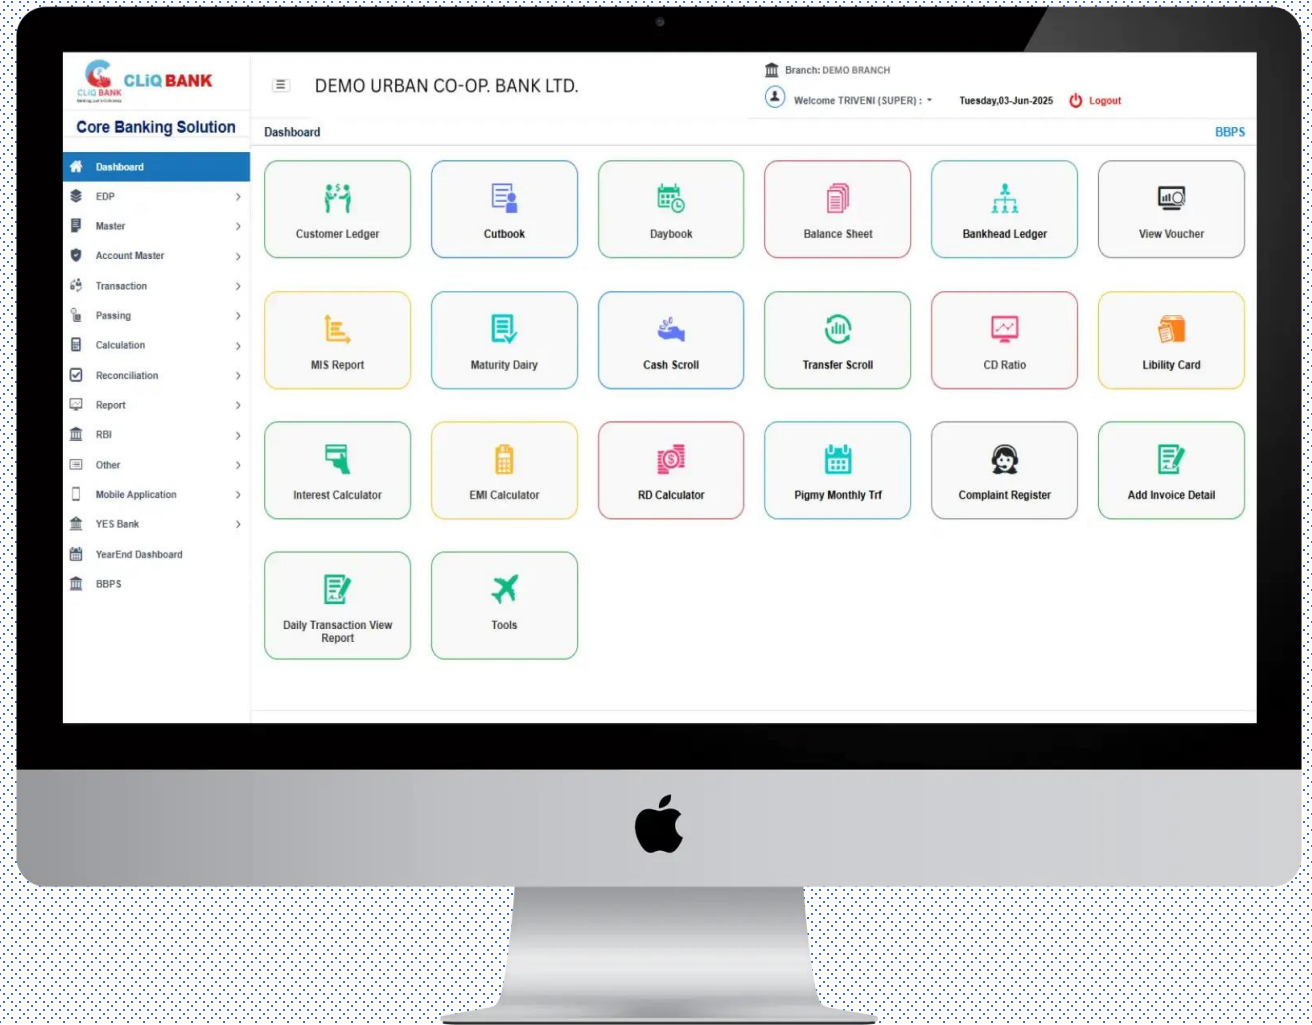 CLiQ BANK
CLiQ BANK
Core Banking Solution
DEMO URBAN CO-OP. BANK LTD.
Branch: DEMO BRANCH
Welcome TRIVENI (SUPER) :
Tuesday,03-Jun-2025
Logout
Dashboard
BBPS
Dashboard
EDP
Master
Account Master
Transaction
Passing
Calculation
Reconciliation
Report
RBI
Other
Mobile Application
YES Bank
YearEnd Dashboard
BBPS
Customer Ledger
Cutbook
Daybook
Balance Sheet
Bankhead Ledger
View Voucher
MIS Report
Maturity Dairy
Cash Scroll
Transfer Scroll
CD Ratio
Libility Card
Interest Calculator
EMI Calculator
RD Calculator
Pigmy Monthly Trf
Complaint Register
Add Invoice Detail
Daily Transaction View
Report
Tools